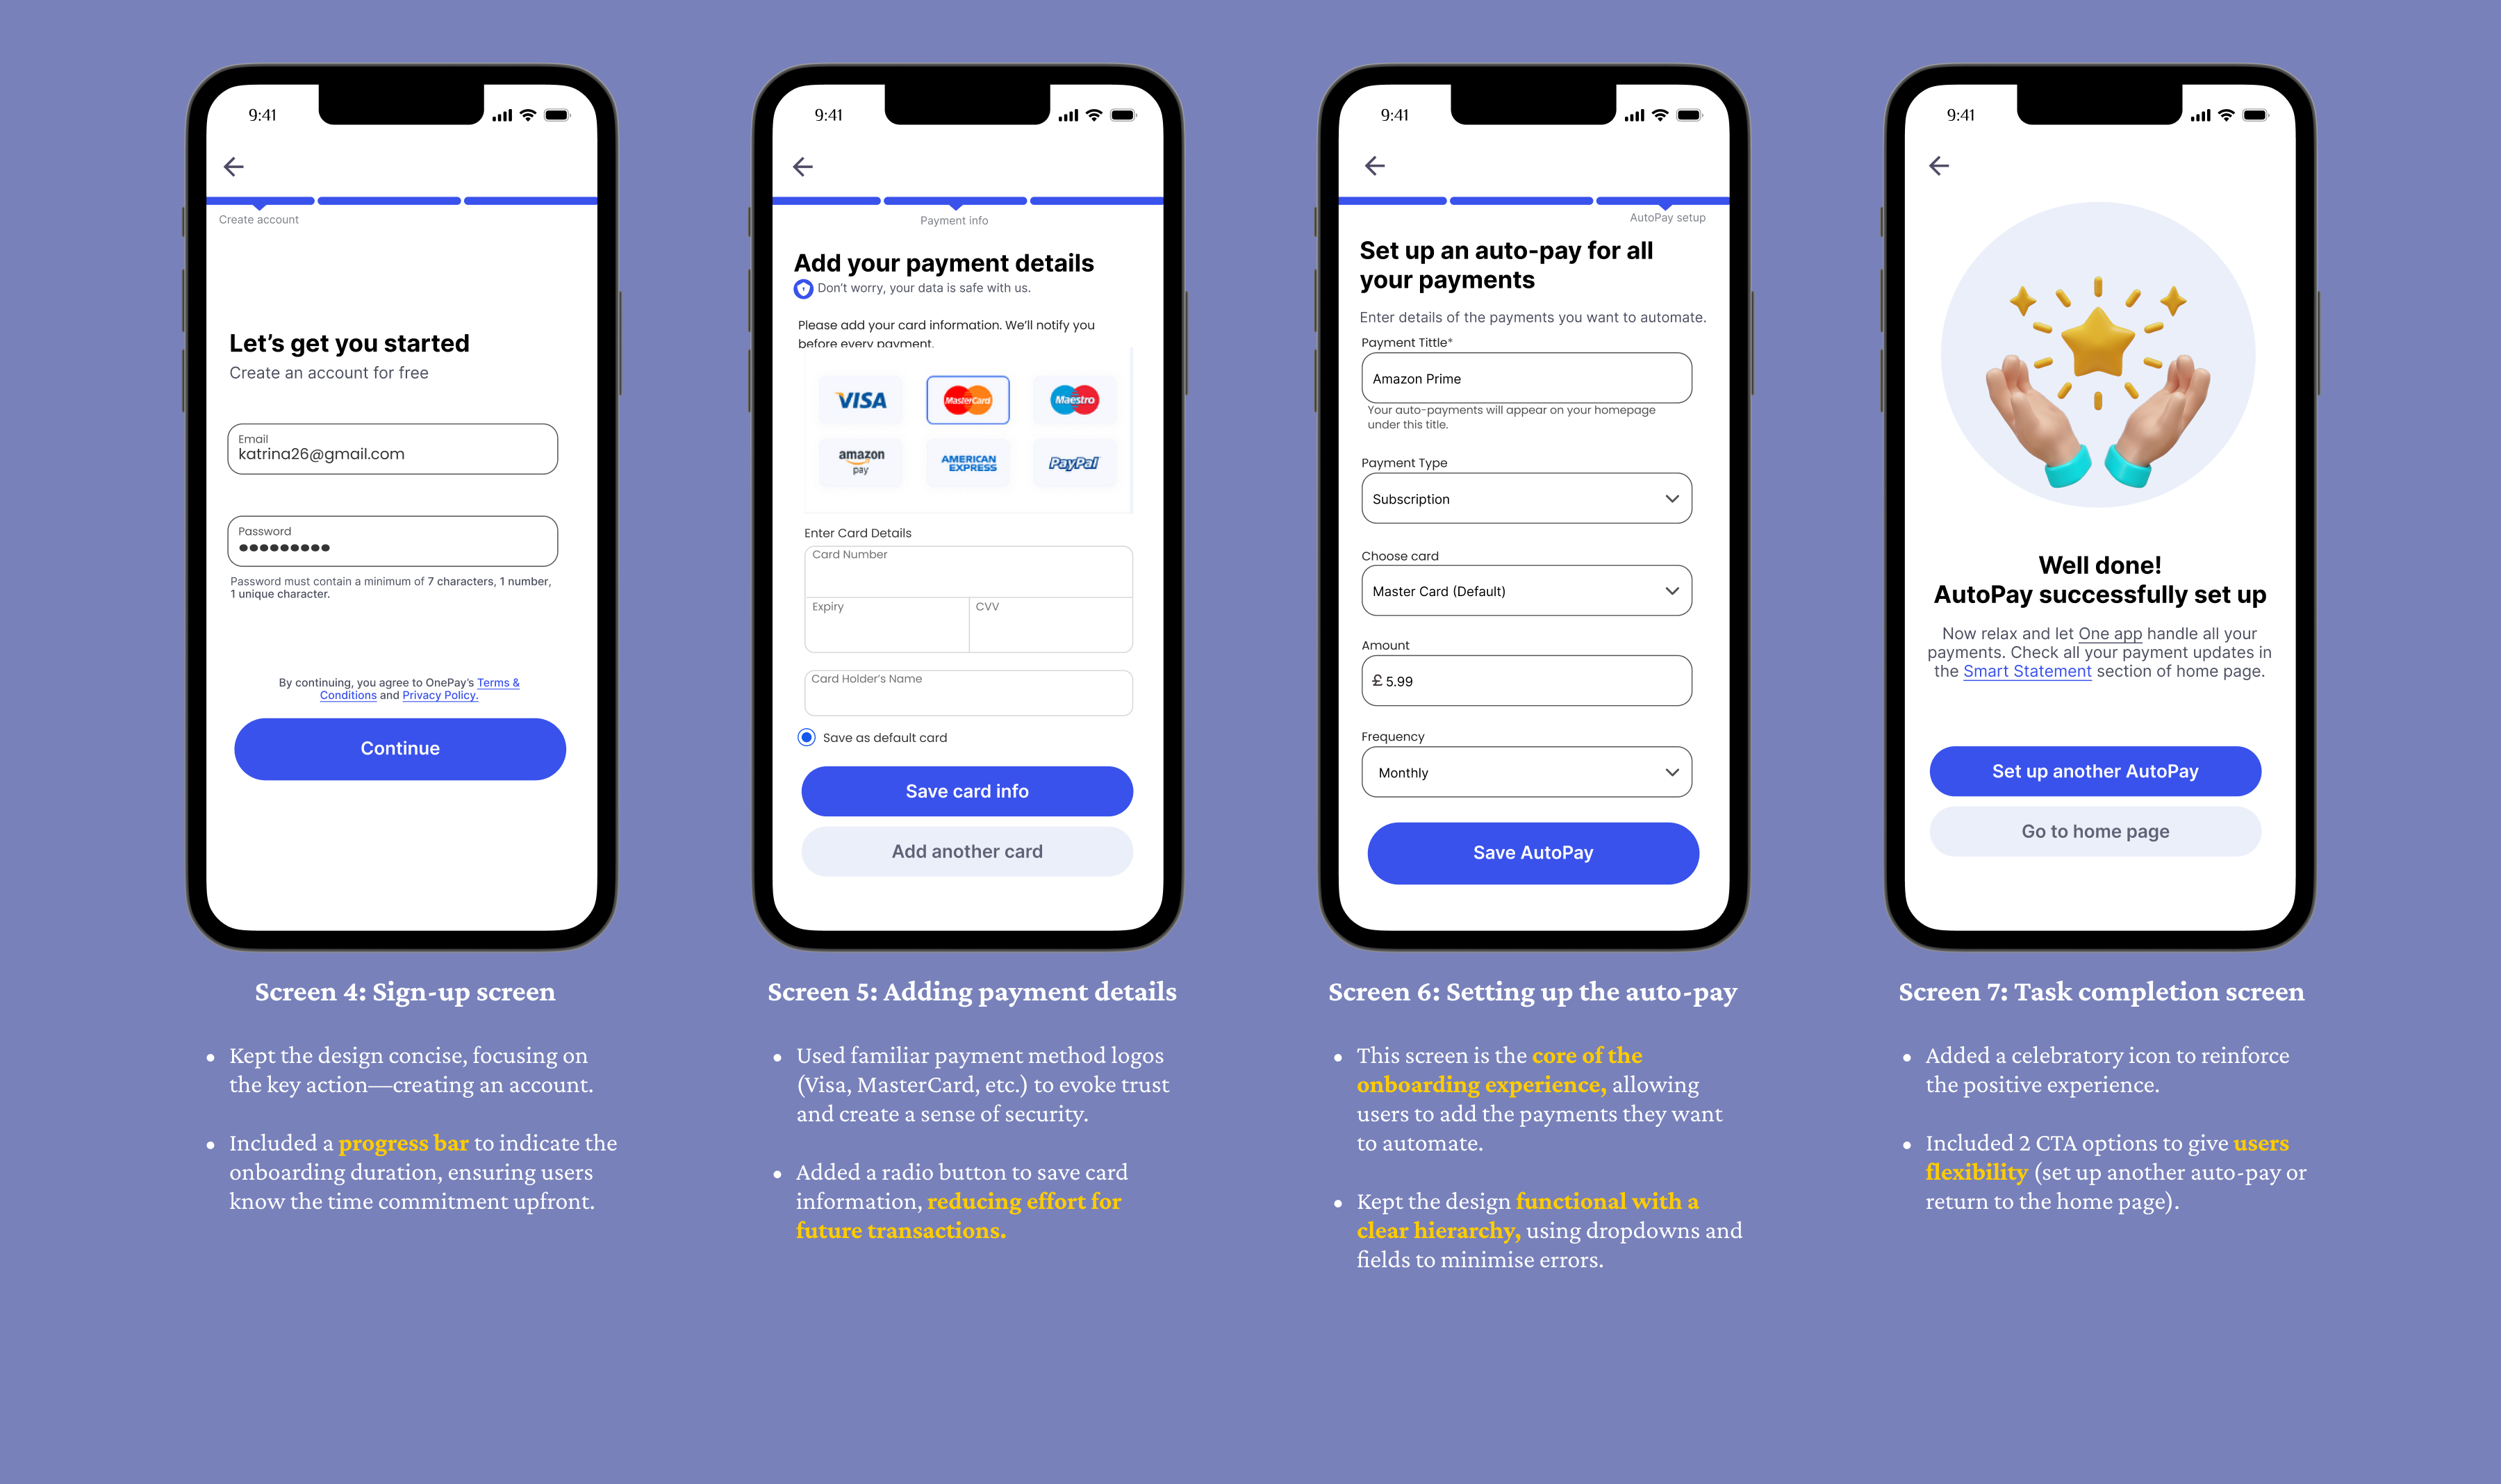 9:41
Create account
Let's get you started
Create an account for free
Email
katrina26@gmail.com
Password
Password must contain a minimum of 7 characters, 1 number,
1 unique character.
By continuing, you agree to OnePay's Terms &
Conditions and Privacy Policy.
Continue
Screen 4: Sign-up screen
• Kept the design concise, focusing on
the key action—creating an account.
• Included a progress bar to indicate the
onboarding duration, ensuring users
know the time commitment upfront.
9:41
Payment info
Add your payment details
Don't worry, your data is safe with us.
Please add your card information. We'll notify you
before every payment.
VISA
MasterCard
Maestro
amazon
pay
AMERICAN
EXPRESS
PayPal
Enter Card Details
Card Number
Expiry
CVV
Card Holder's Name
Save as default card
Save card info
Add another card
Screen 5: Adding payment details
• Used familiar payment method logos
(Visa, MasterCard, etc.) to evoke trust
and create a sense of security.
• Added a radio button to save card
information, reducing effort for
future transactions.
9:41
AutoPay setup
Set up an auto-pay for all
your payments
Enter details of the payments you want to automate.
Payment Tittle*
Amazon Prime
Your auto-payments will appear on your homepage
under this title.
Payment Type
Subscription
Choose card
Master Card (Default)
Amount
£ 5.99
Frequency
Monthly
Save AutoPay
Screen 6: Setting up the auto-pay
• This screen is the core of the
onboarding experience, allowing
users to add the payments they want
to automate.
• Kept the design functional with a
clear hierarchy, using dropdowns and
fields to minimise errors.
9:41
Well done!
AutoPay successfully set up
Now relax and let One app handle all your
payments. Check all your payment updates in
the Smart Statement section of home page.
Set up another AutoPay
Go to home page
Screen 7: Task completion screen
• Added a celebratory icon to reinforce
the positive experience.
• Included 2 CTA options to give users
flexibility (set up another auto-pay or
return to the home page).